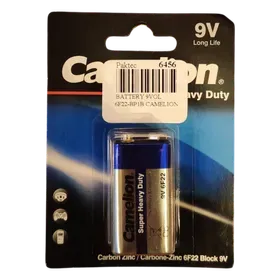 9V
Long Life
Paktec 6456
BATTERY 9VOL
6F22-BP1B CAMELION
Camelion
Heavy Duty
Camelion
Super Heavy Duty
9V 6F22
Carbon Zinc / Carbone-Zinc 6F22 Block 9V